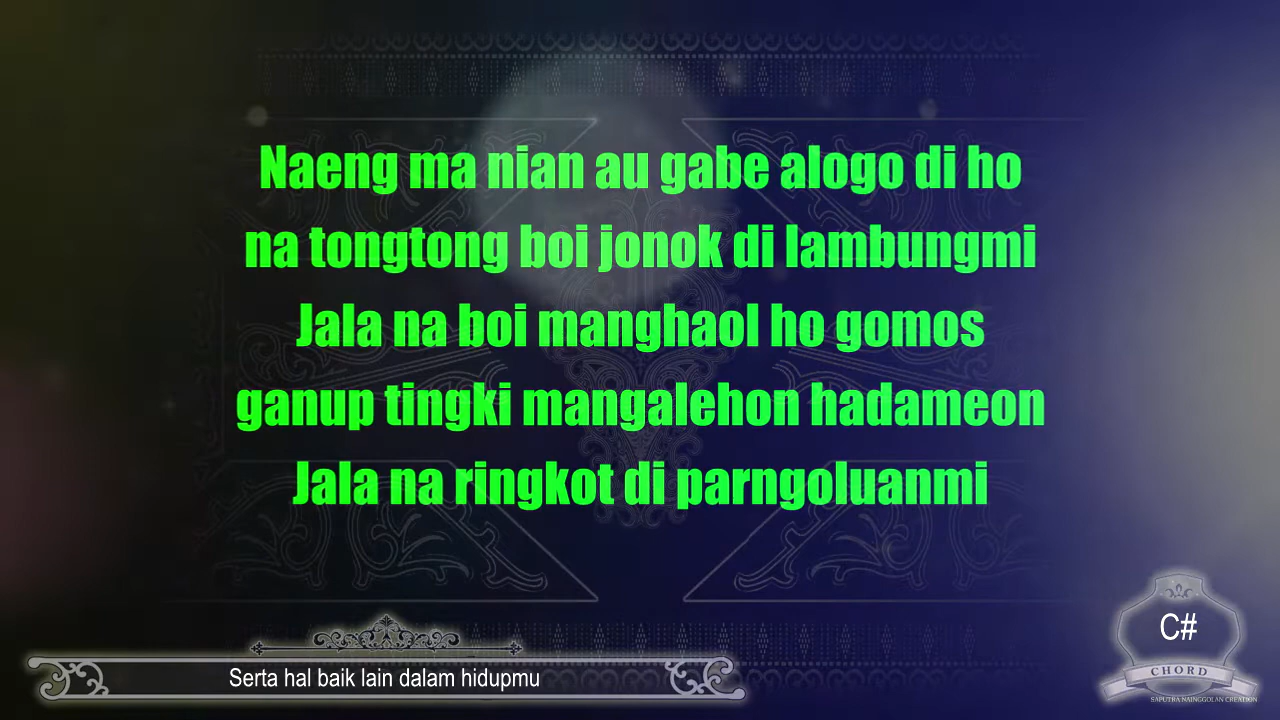 Naeng ma nian au gabe alogo di ho
na tongtong boi jonok di lambungmi
Jala na boi manghaol ho gomos
ganup tingki mangalehon hadameon
Jala na ringkot di parngoluanmi
C#
CHORD
SAPUTRA NAINGGOLAN CREATION
Serta hal baik lain dalam hidupmu